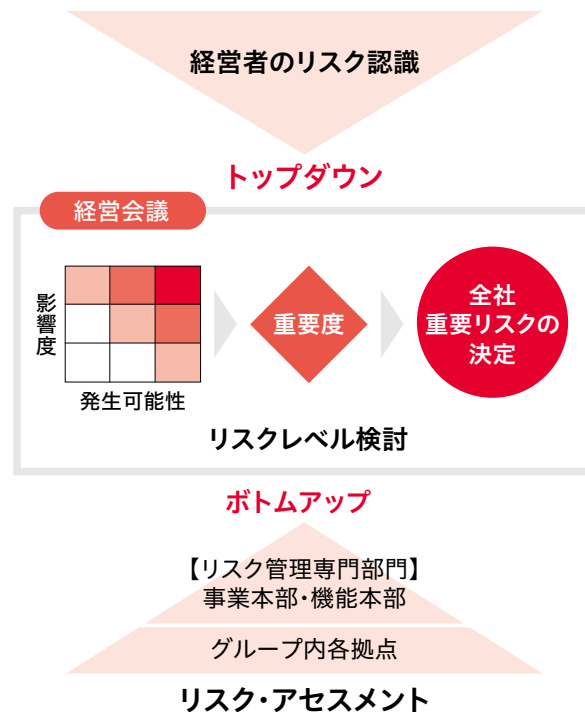 経営者のリスク認識
トップダウン
経営会議
影響度
発生可能性
重要度
全社
重要リスクの
決定
リスクレベル検討
ボトムアップ
【リスク管理専門部門】
事業本部・機能本部
グループ内各拠点
リスク・アセスメント